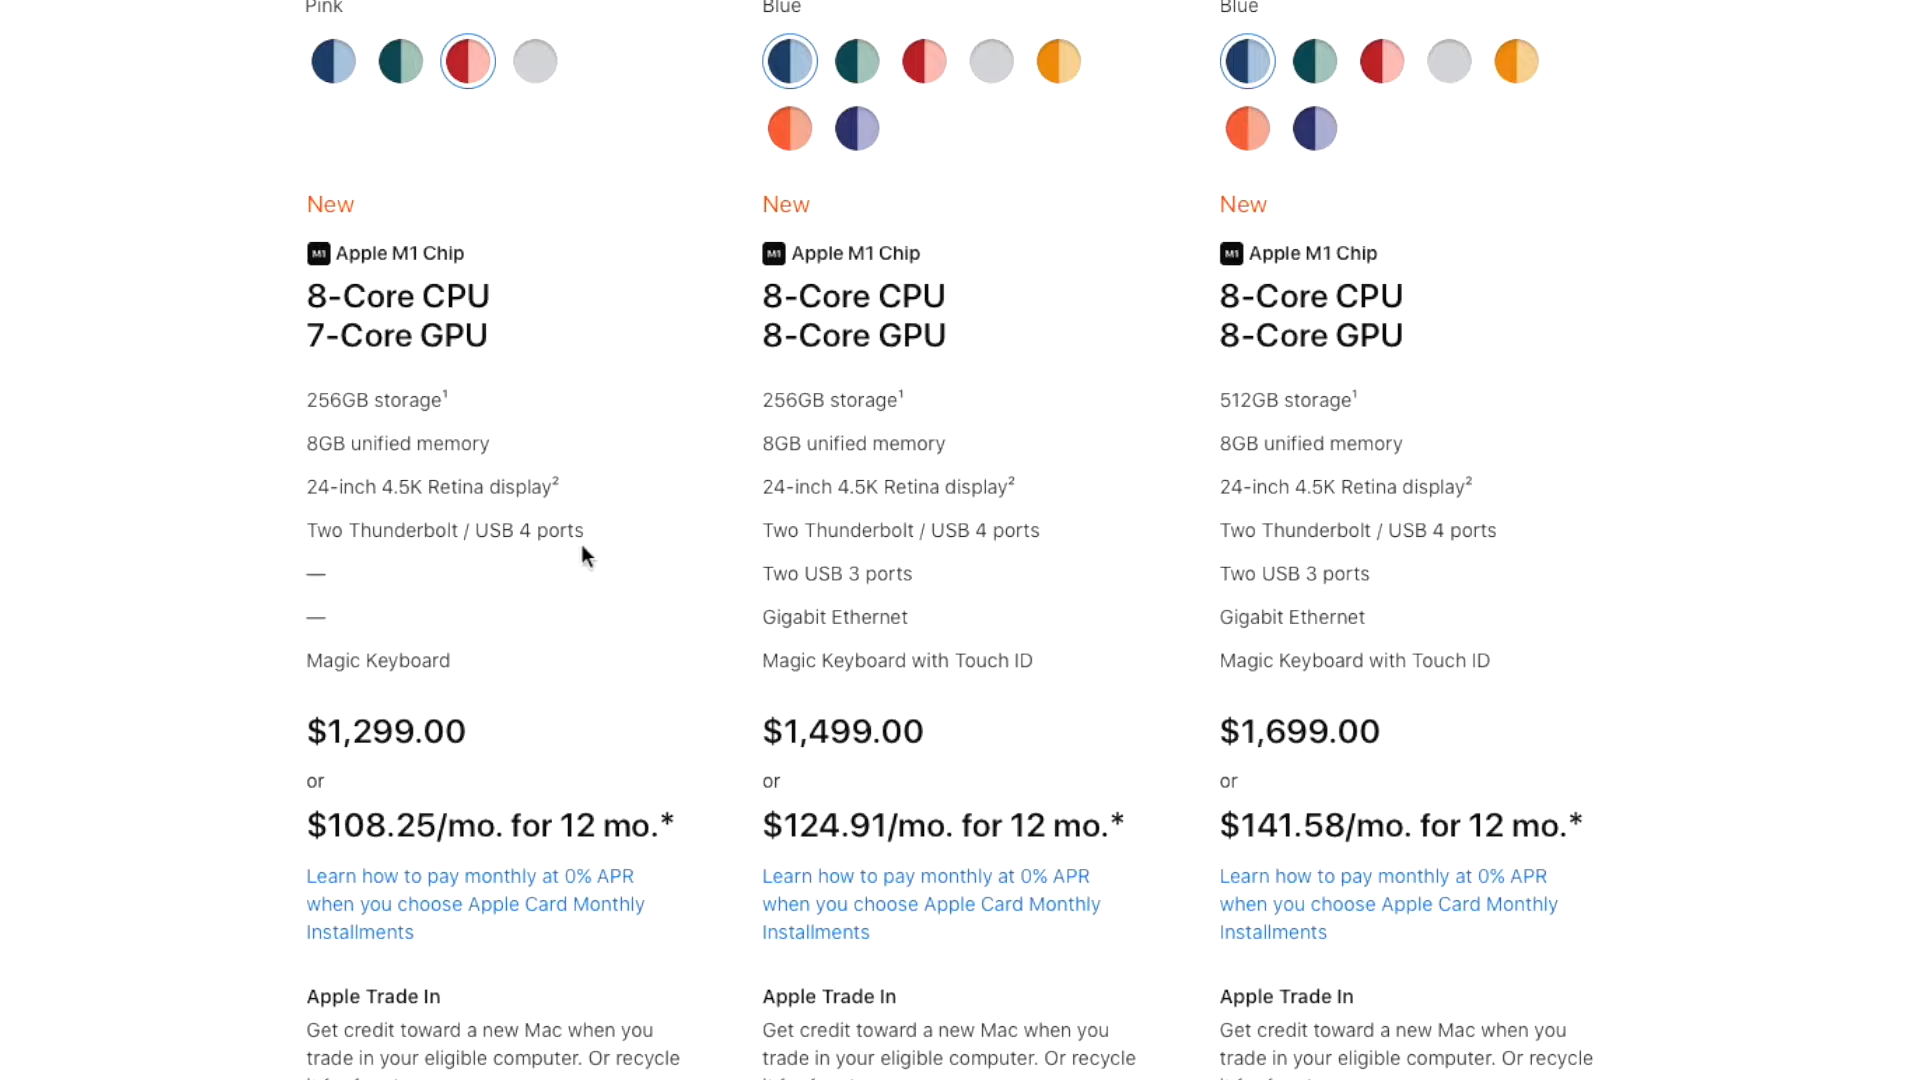 Pink
New
M1 Apple M1 Chip
8-Core CPU
7-Core GPU
256GB storage¹
8GB unified memory
24-inch 4.5K Retina display²
Two Thunderbolt / USB 4 ports
—
—
Magic Keyboard
$1,299.00
or
$108.25/mo. for 12 mo.*
Learn how to pay monthly at 0% APR
when you choose Apple Card Monthly
Installments
Apple Trade In
Get credit toward a new Mac when you
trade in your eligible computer. Or recycle
Blue
New
M1 Apple M1 Chip
8-Core CPU
8-Core GPU
256GB storage¹
8GB unified memory
24-inch 4.5K Retina display²
Two Thunderbolt / USB 4 ports
Two USB 3 ports
Gigabit Ethernet
Magic Keyboard with Touch ID
$1,499.00
or
$124.91/mo. for 12 mo.*
Learn how to pay monthly at 0% APR
when you choose Apple Card Monthly
Installments
Apple Trade In
Get credit toward a new Mac when you
trade in your eligible computer. Or recycle
Blue
New
M1 Apple M1 Chip
8-Core CPU
8-Core GPU
512GB storage¹
8GB unified memory
24-inch 4.5K Retina display²
Two Thunderbolt / USB 4 ports
Two USB 3 ports
Gigabit Ethernet
Magic Keyboard with Touch ID
$1,699.00
or
$141.58/mo. for 12 mo.*
Learn how to pay monthly at 0% APR
when you choose Apple Card Monthly
Installments
Apple Trade In
Get credit toward a new Mac when you
trade in your eligible computer. Or recycle